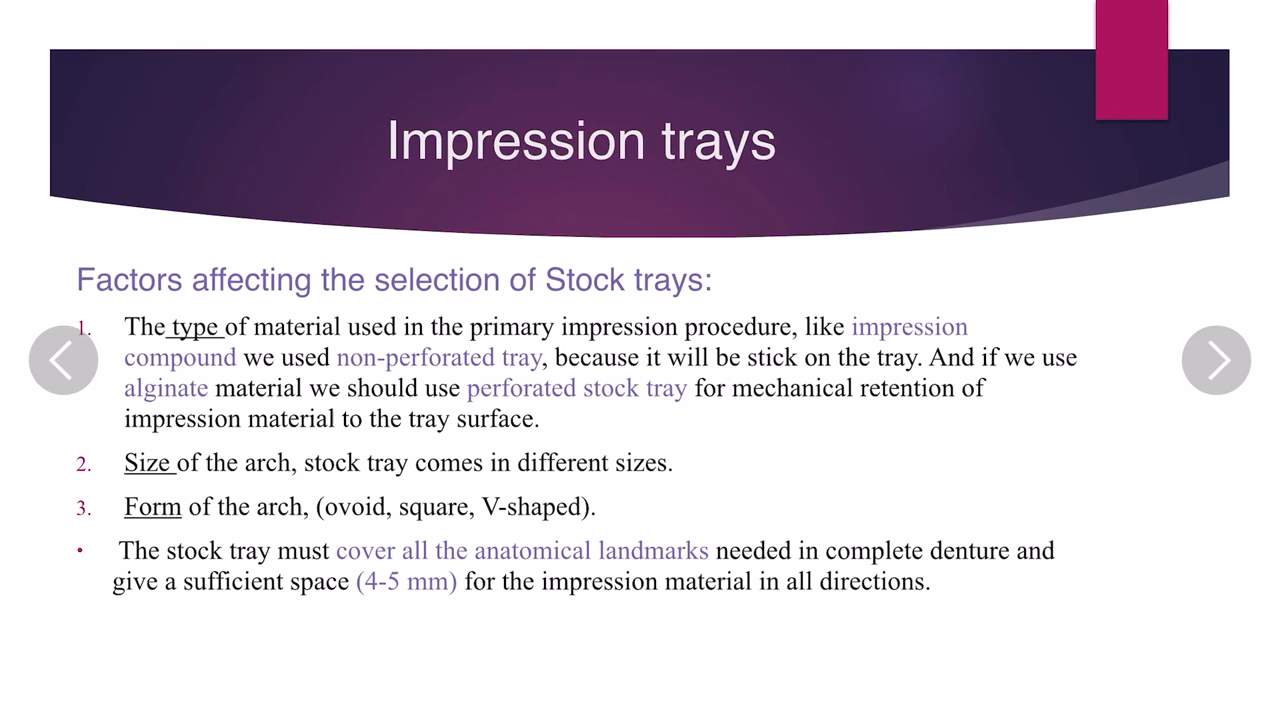 Impression trays
Factors affecting the selection of Stock trays:
1. The type of material used in the primary impression procedure, like impression
compound we used non-perforated tray, because it will be stick on the tray. And if we use
alginate material we should use perforated stock tray for mechanical retention of
impression material to the tray surface.
2. Size of the arch, stock tray comes in different sizes.
3. Form of the arch, (ovoid, square, V-shaped).
• The stock tray must cover all the anatomical landmarks needed in complete denture and
give a sufficient space (4-5 mm) for the impression material in all directions.